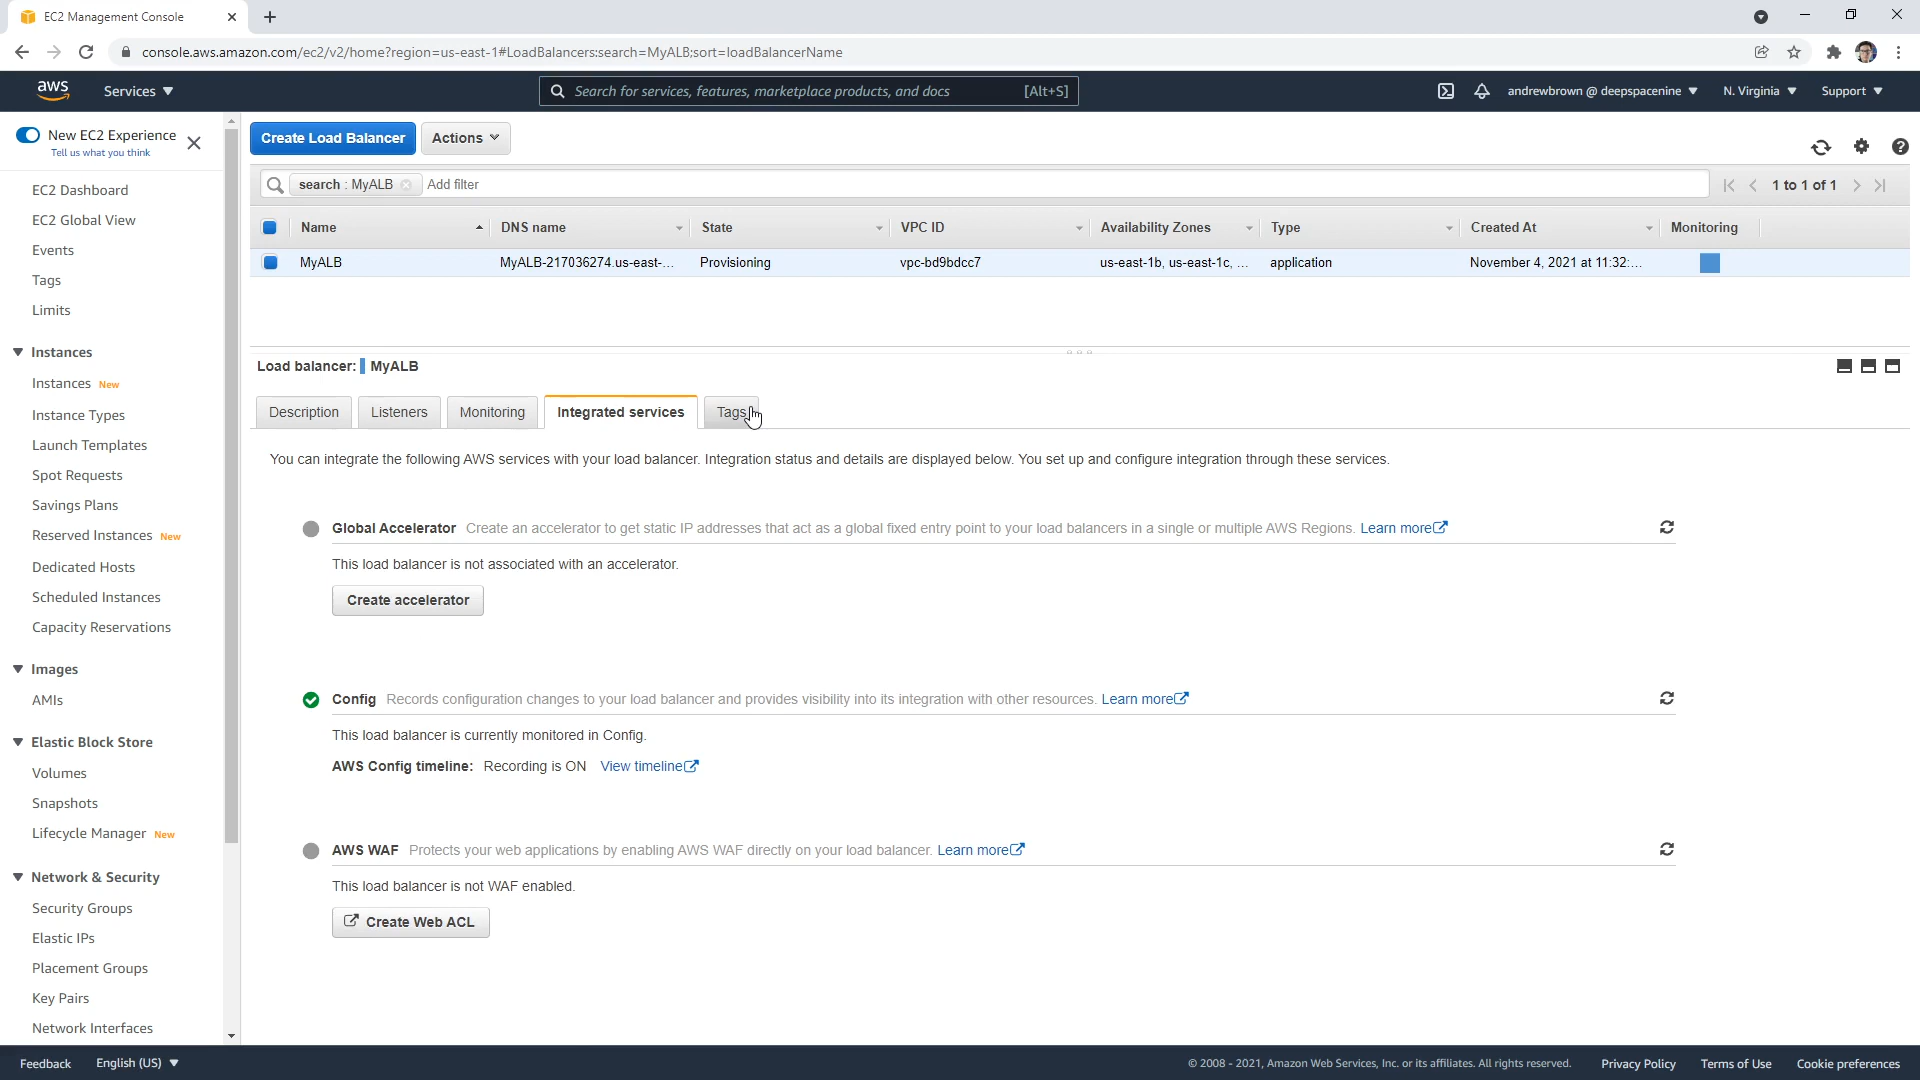 EC2 Management Console
console.aws.amazon.com/ec2/v2/home?region=us-east-1#LoadBalancers:search=MyALB;sort=loadBalancerName
aws
Services
Search for services, features, marketplace products, and docs
[Alt+S]
andrewbrown @ deepspacenine
N. Virginia
Support
New EC2 Experience
Tell us what you think
EC2 Dashboard
EC2 Global View
Events
Tags
Limits
Instances
Instances New
Instance Types
Launch Templates
Spot Requests
Savings Plans
Reserved Instances New
Dedicated Hosts
Scheduled Instances
Capacity Reservations
Images
AMIs
Elastic Block Store
Volumes
Snapshots
Lifecycle Manager New
Network & Security
Security Groups
Elastic IPs
Placement Groups
Key Pairs
Network Interfaces
Create Load Balancer
Actions
search : MyALB
Add filter
1 to 1 of 1
Name DNS name State VPC ID Availability Zones Type Created At Monitoring
MyALB MyALB-217036274.us-east-... Provisioning vpc-bd9bdcc7 us-east-1b, us-east-1c, ... application November 4, 2021 at 11:32:...
Load balancer: MyALB
Description Listeners Monitoring Integrated services Tags
You can integrate the following AWS services with your load balancer. Integration status and details are displayed below. You set up and configure integration through these services.
Global Accelerator Create an accelerator to get static IP addresses that act as a global fixed entry point to your load balancers in a single or multiple AWS Regions. Learn more
This load balancer is not associated with an accelerator.
Create accelerator
Config Records configuration changes to your load balancer and provides visibility into its integration with other resources. Learn more
This load balancer is currently monitored in Config.
AWS Config timeline: Recording is ON View timeline
AWS WAF Protects your web applications by enabling AWS WAF directly on your load balancer. Learn more
This load balancer is not WAF enabled.
Create Web ACL
Feedback
English (US)
© 2008 - 2021, Amazon Web Services, Inc. or its affiliates. All rights reserved.
Privacy Policy
Terms of Use
Cookie preferences